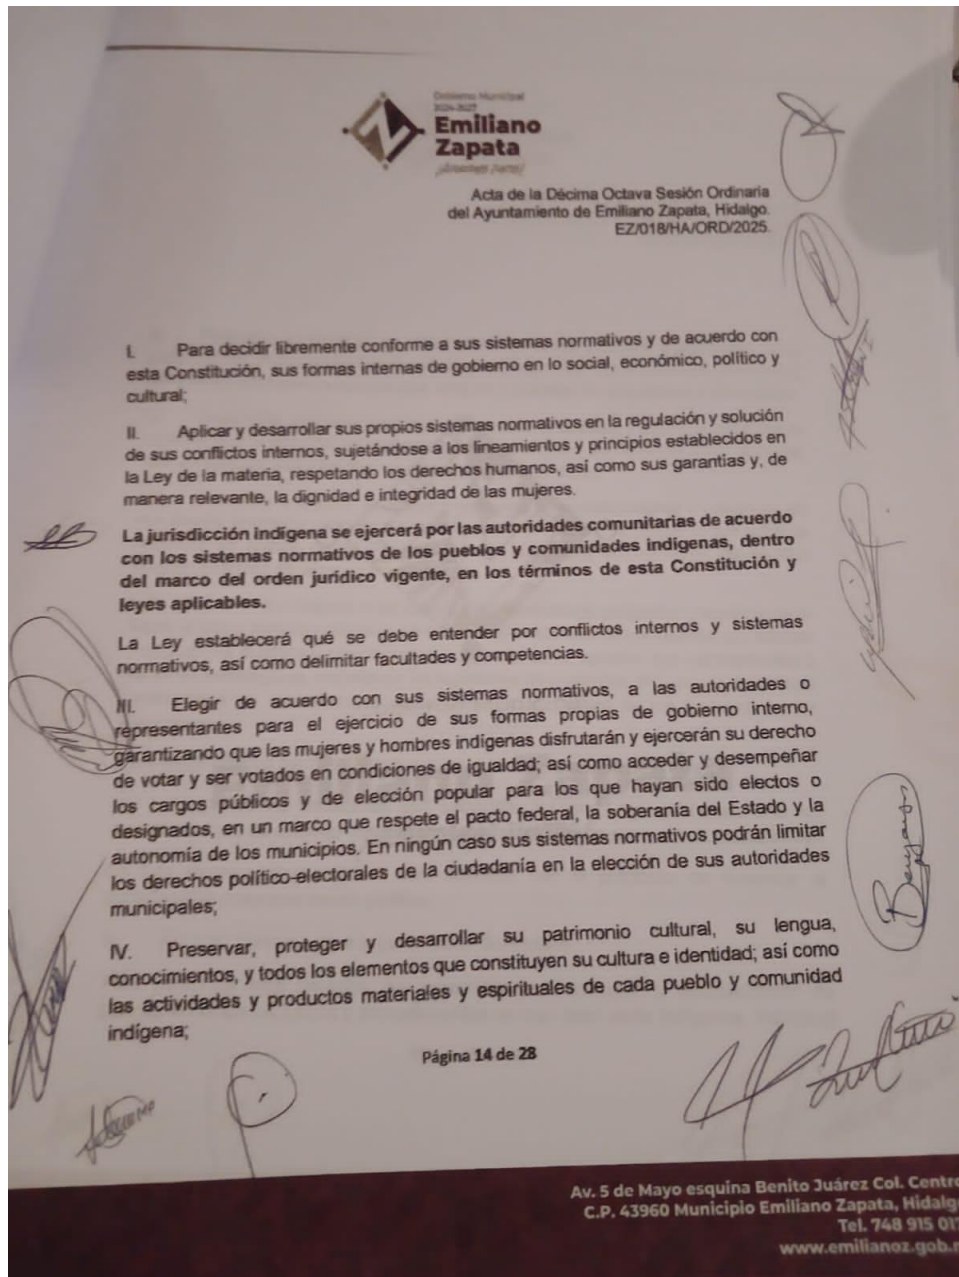 Gobierno Municipal
2024-2027
Emiliano
Zapata
Acta de la Décima Octava Sesión Ordinaria
del Ayuntamiento de Emiliano Zapata, Hidalgo.
EZ/018/HA/ORD/2025.
I. Para decidir libremente conforme a sus sistemas normativos y de acuerdo con
esta Constitución, sus formas internas de gobierno en lo social, económico, político y
cultural;
II. Aplicar y desarrollar sus propios sistemas normativos en la regulación y solución
de sus conflictos internos, sujetándose a los lineamientos y principios establecidos en
la Ley de la materia, respetando los derechos humanos, así como sus garantías y, de
manera relevante, la dignidad e integridad de las mujeres.
La jurisdicción indígena se ejercerá por las autoridades comunitarias de acuerdo
con los sistemas normativos de los pueblos y comunidades indígenas, dentro
del marco del orden jurídico vigente, en los términos de esta Constitución y
leyes aplicables.
La Ley establecerá qué se debe entender por conflictos internos y sistemas
normativos, así como delimitar facultades y competencias.
III. Elegir de acuerdo con sus sistemas normativos, a las autoridades o
representantes para el ejercicio de sus formas propias de gobierno interno,
garantizando que las mujeres y hombres indígenas disfrutarán y ejercerán su derecho
de votar y ser votados en condiciones de igualdad; así como acceder y desempeñar
los cargos públicos y de elección popular para los que hayan sido electos o
designados, en un marco que respete el pacto federal, la soberanía del Estado y la
autonomía de los municipios. En ningún caso sus sistemas normativos podrán limitar
los derechos político-electorales de la ciudadanía en la elección de sus autoridades
municipales;
IV. Preservar, proteger y desarrollar su patrimonio cultural, su lengua,
conocimientos, y todos los elementos que constituyen su cultura e identidad; así como
las actividades y productos materiales y espirituales de cada pueblo y comunidad
indígena;
Página 14 de 28
Av. 5 de Mayo esquina Benito Juárez Col. Centro
C.P. 43960 Municipio Emiliano Zapata, Hidalgo
Tel. 748 915 01
www.emilianoz.gob.